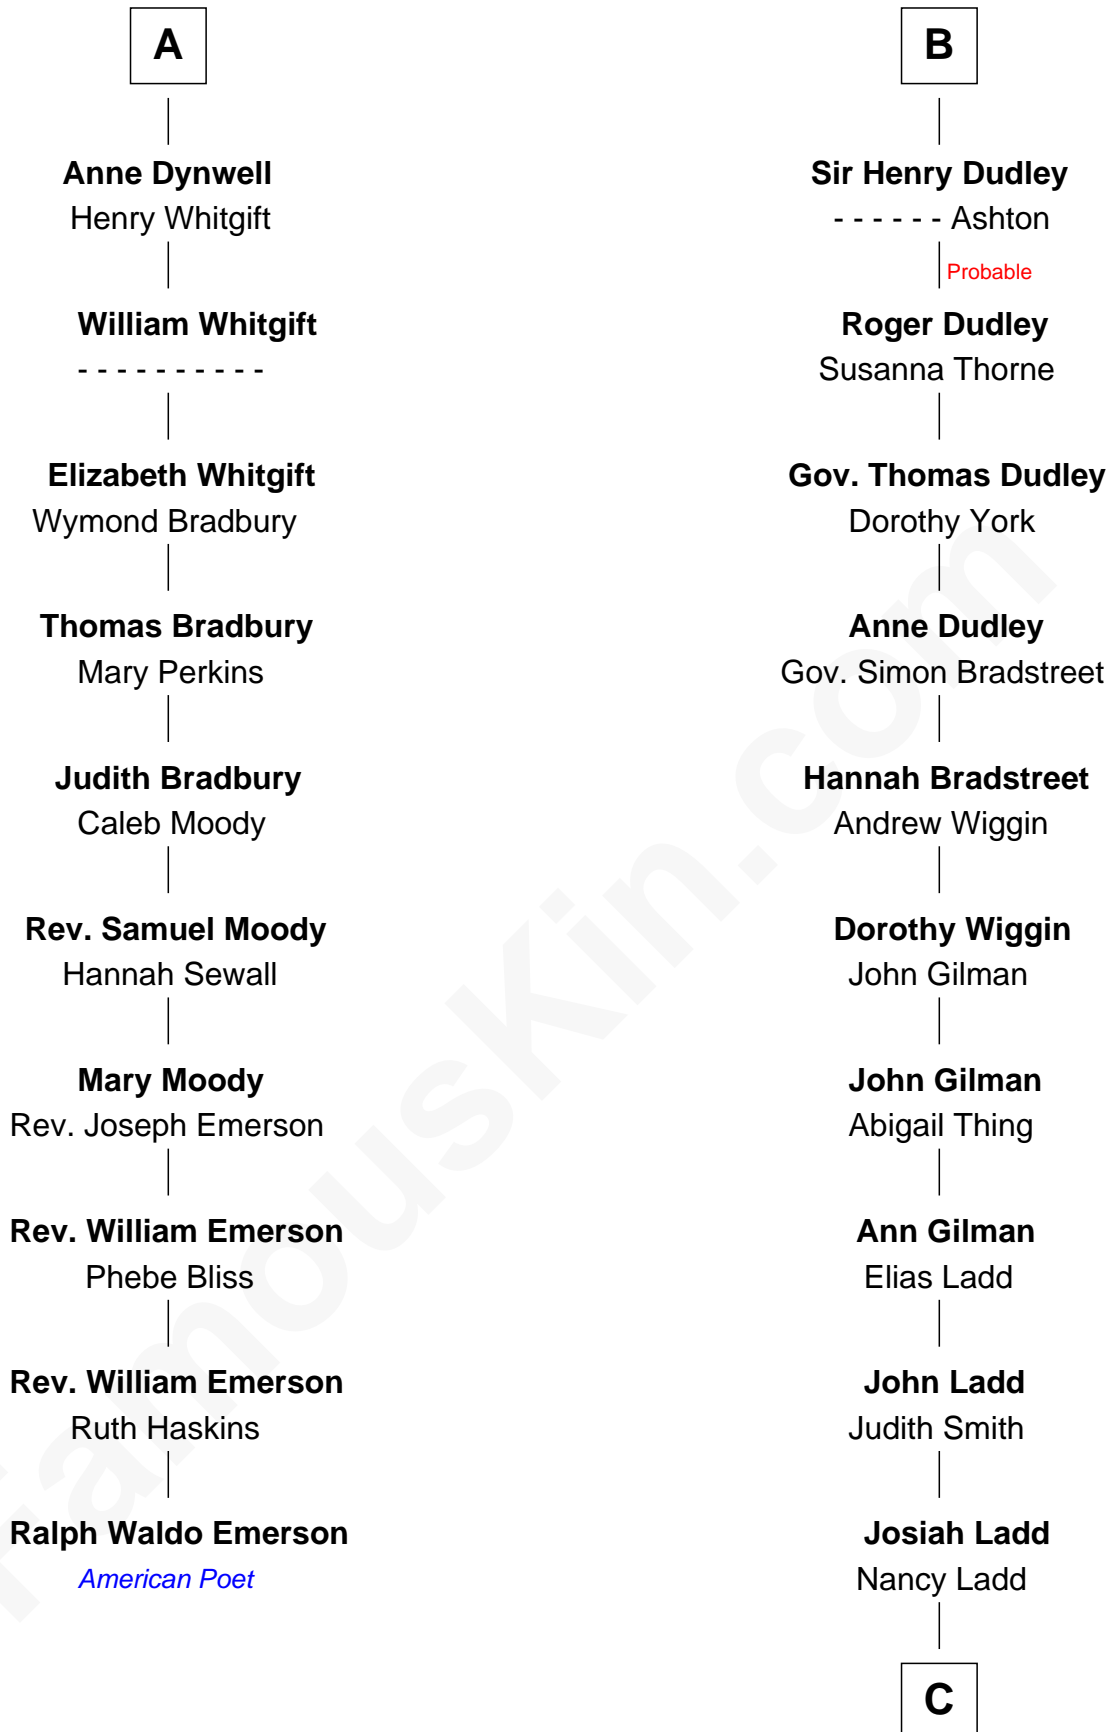 A
Anne Dynwell
Henry Whitgift
William Whitgift
- - - - - - - - - -
Elizabeth Whitgift
Wymond Bradbury
Thomas Bradbury
Mary Perkins
Judith Bradbury
Caleb Moody
Rev. Samuel Moody
Hannah Sewall
Mary Moody
Rev. Joseph Emerson
Rev. William Emerson
Phebe Bliss
Rev. William Emerson
Ruth Haskins
Ralph Waldo Emerson
American Poet
B
Sir Henry Dudley
- - - - - - Ashton
Probable
Roger Dudley
Susanna Thorne
Gov. Thomas Dudley
Dorothy York
Anne Dudley
Gov. Simon Bradstreet
Hannah Bradstreet
Andrew Wiggin
Dorothy Wiggin
John Gilman
John Gilman
Abigail Thing
Ann Gilman
Elias Ladd
John Ladd
Judith Smith
Josiah Ladd
Nancy Ladd
C
FamousKin.com